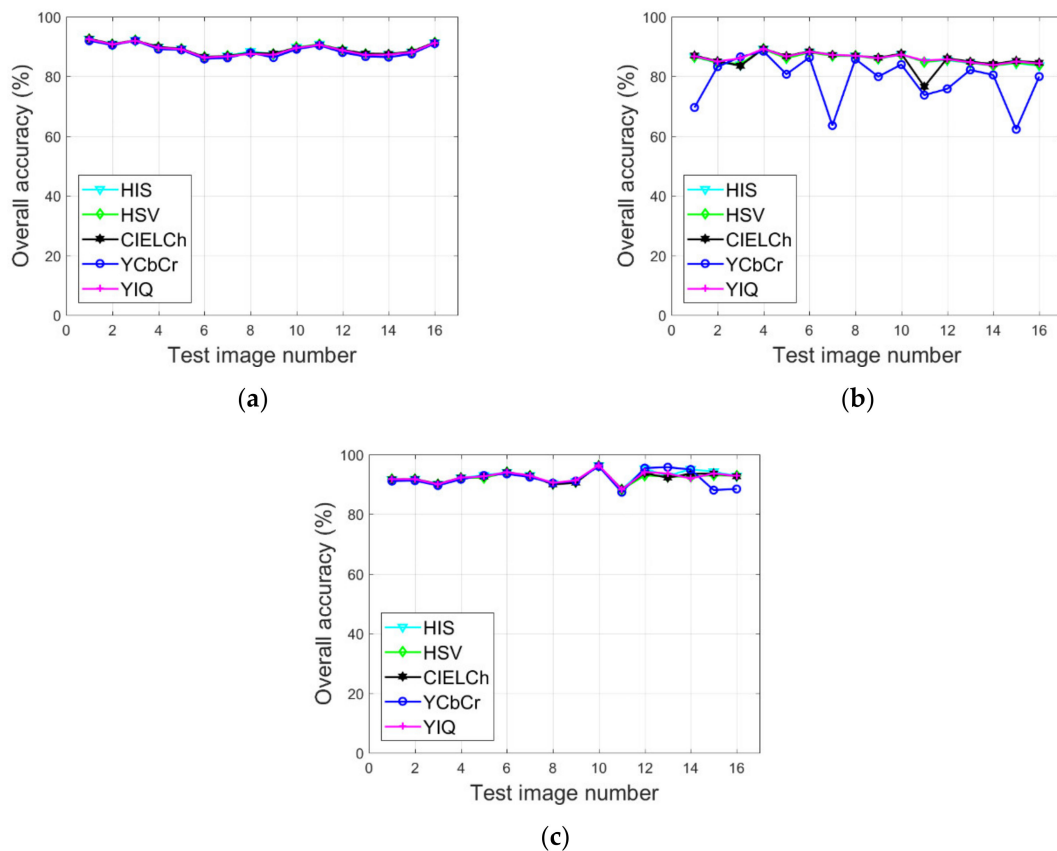 100
80
60
40
20
0
Overall accuracy (%)
HIS
HSV
CIELCh
YCbCr
YIQ
0 2 4 6 8 10 12 14 16
Test image number
(a)
100
80
60
40
20
0
Overall accuracy (%)
HIS
HSV
CIELCh
YCbCr
YIQ
0 2 4 6 8 10 12 14 16
Test image number
(b)
100
80
60
40
20
0
Overall accuracy (%)
HIS
HSV
CIELCh
YCbCr
YIQ
0 2 4 6 8 10 12 14 16
Test image number
(c)